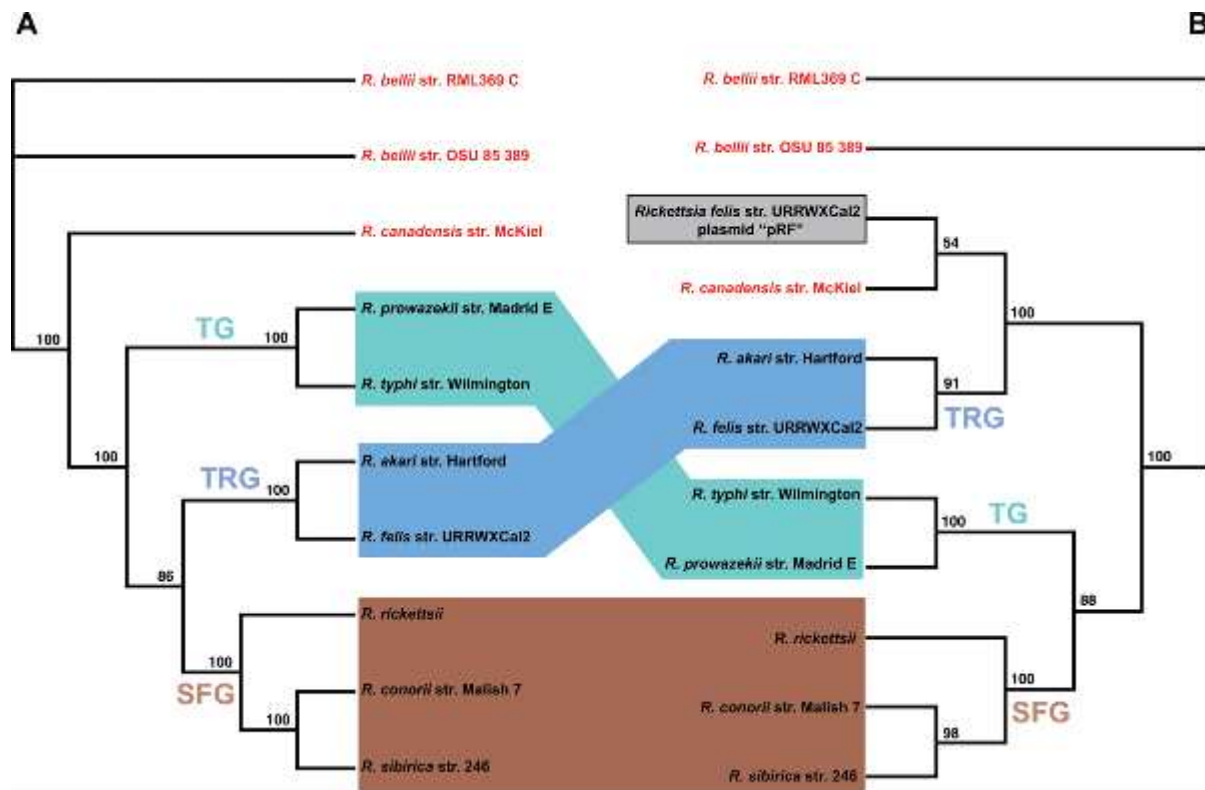 A
B
R. bellii str. RML369 C
R. bellii str. OSU 85 389
R. canadensis str. McKiel
R. prowazekii str. Madrid E
R. typhi str. Wilmington
R. akari str. Hartford
R. felis str. URRWXCal2
R. rickettsii
R. conorii str. Malish 7
R. sibirica str. 246
100
TG
100
100
TRG
100
86
100
SFG
100
R. bellii str. RML369 C
R. bellii str. OSU 85 389
Rickettsia felis str. URRWXCal2
plasmid "pRF"
R. canadensis str. McKiel
R. akari str. Hartford
R. felis str. URRWXCal2
R. typhi str. Wilmington
R. prowazekii str. Madrid E
R. rickettsii
R. conorii str. Malish 7
R. sibirica str. 246
54
100
91
TRG
100
100
TG
88
100
SFG
98